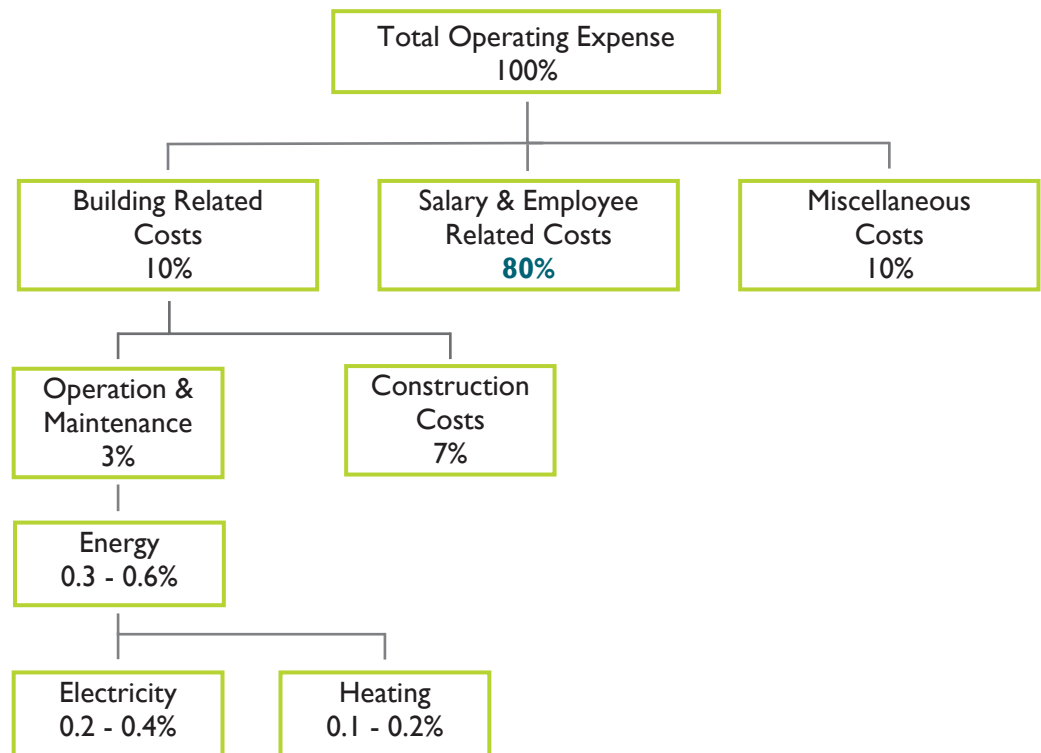 Total Operating Expense
100%
Building Related
Costs
10%
Salary & Employee
Related Costs
80%
Miscellaneous
Costs
10%
Operation &
Maintenance
3%
Construction
Costs
7%
Energy
0.3 - 0.6%
Electricity
0.2 - 0.4%
Heating
0.1 - 0.2%